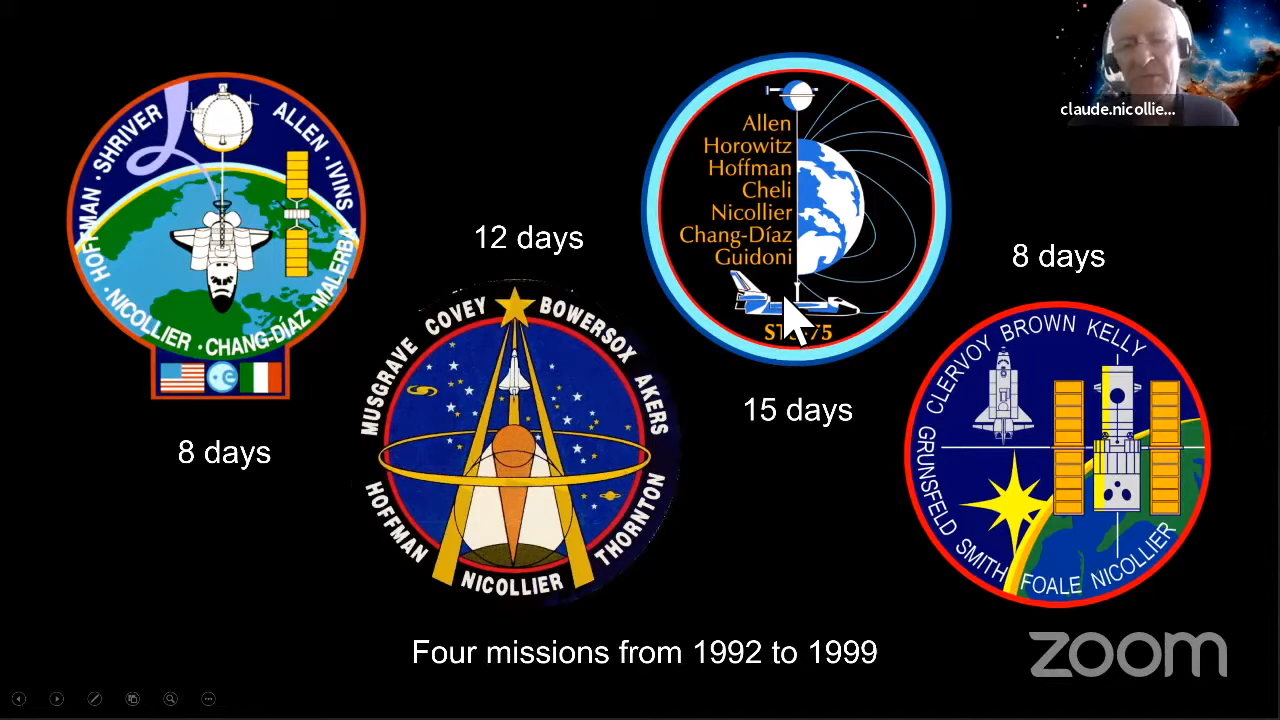 claude.nicollie...
HOFFMAN · SHRIVER
ALLEN · IVINS
NICOLLIER · CHANG-DÍAZ · MALERBA
8 days
12 days
MUSGRAVE COVEY BOWERSOX AKERS
HOFFMAN NICOLLIER THORNTON
Allen
Horowitz
Hoffman
Cheli
Nicollier
Chang-Díaz
Guidoni
15 days
8 days
CLERVOY BROWN KELLY
GRUNSFELD SMITH FOALE NICOLLIER
Four missions from 1992 to 1999
zoom